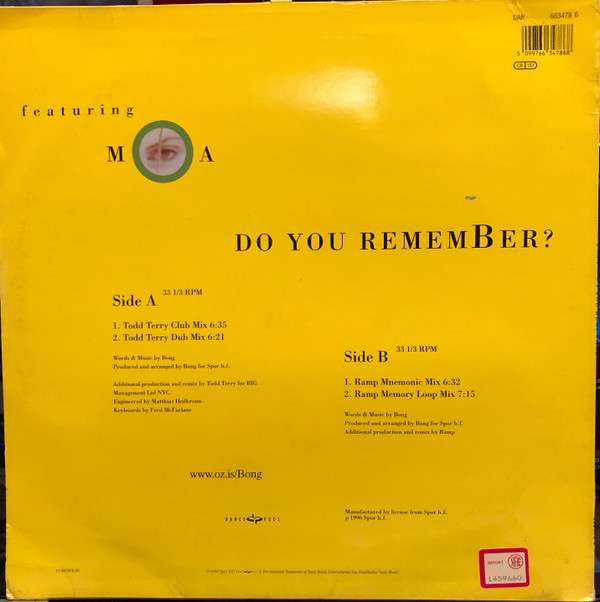 DAN 663478 6
5 099766 347868
featuring
M A
DO YOU REMEMBER?
Side A 33 1/3 RPM
1. Todd Terry Club Mix 6:35
2. Todd Terry Dub Mix 6:21
Words & Music by Bong
Produced and arranged by Bong for Spor h.f.
Additional production and remix by Todd Terry for RIG
Management Ltd NYC
Engineered by Matthias Heilbronn
Keyboards by Fred McFarlane
Side B 33 1/3 RPM
1. Ramp Mnemonic Mix 6:32
2. Ramp Memory Loop Mix 7:15
Words & Music by Bong
Produced and arranged by Bong for Spor h.f.
Additional production and remix by Ramp
www.oz.is/Bong
DANCE POOL
Manufactured by license from Spor h.f.
p 1996 Spor h.f.
IMPORT
1459660